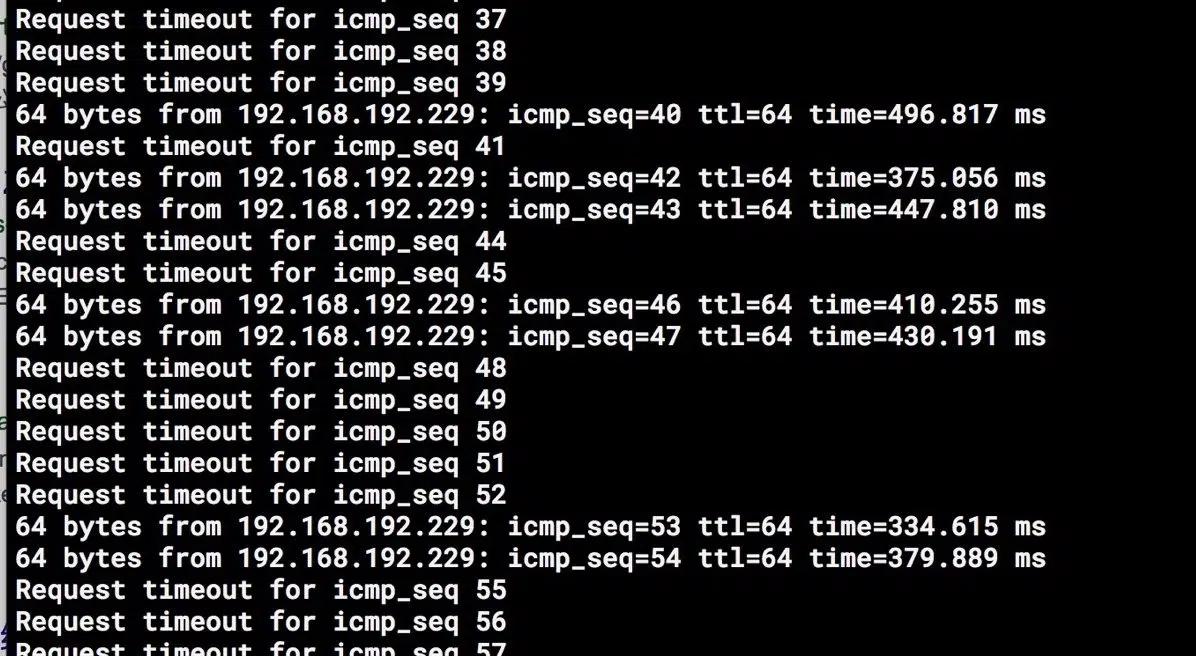 Request timeout for icmp_seq 37
Request timeout for icmp_seq 38
Request timeout for icmp_seq 39
64 bytes from 192.168.192.229: icmp_seq=40 ttl=64 time=496.817 ms
Request timeout for icmp_seq 41
64 bytes from 192.168.192.229: icmp_seq=42 ttl=64 time=375.056 ms
64 bytes from 192.168.192.229: icmp_seq=43 ttl=64 time=447.810 ms
Request timeout for icmp_seq 44
Request timeout for icmp_seq 45
64 bytes from 192.168.192.229: icmp_seq=46 ttl=64 time=410.255 ms
64 bytes from 192.168.192.229: icmp_seq=47 ttl=64 time=430.191 ms
Request timeout for icmp_seq 48
Request timeout for icmp_seq 49
Request timeout for icmp_seq 50
Request timeout for icmp_seq 51
Request timeout for icmp_seq 52
64 bytes from 192.168.192.229: icmp_seq=53 ttl=64 time=334.615 ms
64 bytes from 192.168.192.229: icmp_seq=54 ttl=64 time=379.889 ms
Request timeout for icmp_seq 55
Request timeout for icmp_seq 56
Request timeout for icmp_seq 57